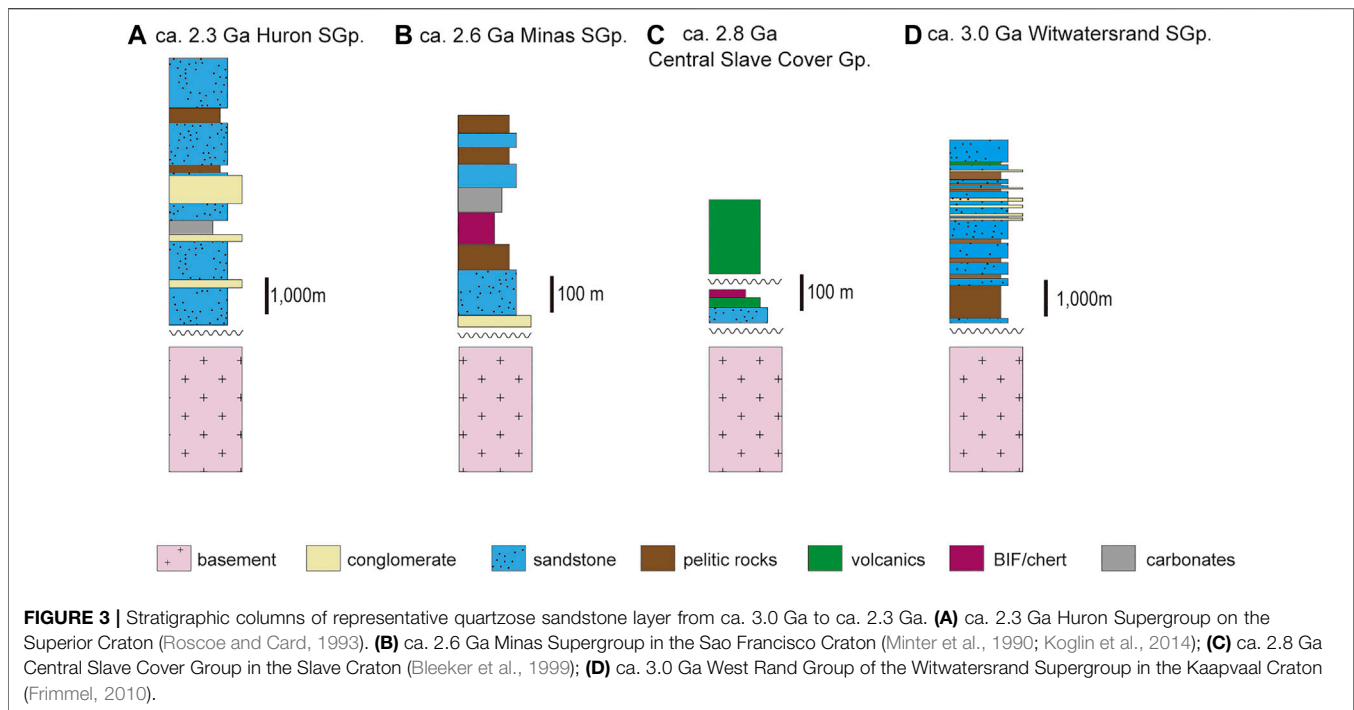 A ca. 2.3 Ga Huron SGp.
B ca. 2.6 Ga Minas SGp.
C ca. 2.8 Ga
Central Slave Cover Gp.
D ca. 3.0 Ga Witwatersrand SGp.
1,000m
100 m
100 m
1,000m
basement
conglomerate
sandstone
pelitic rocks
volcanics
BIF/chert
carbonates
FIGURE 3 | Stratigraphic columns of representative quartzose sandstone layer from ca. 3.0 Ga to ca. 2.3 Ga. (A) ca. 2.3 Ga Huron Supergroup on the
Superior Craton (Roscoe and Card, 1993). (B) ca. 2.6 Ga Minas Supergroup in the Sao Francisco Craton (Minter et al., 1990; Koglin et al., 2014); (C) ca. 2.8 Ga
Central Slave Cover Group in the Slave Craton (Bleeker et al., 1999); (D) ca. 3.0 Ga West Rand Group of the Witwatersrand Supergroup in the Kaapvaal Craton
(Frimmel, 2010).